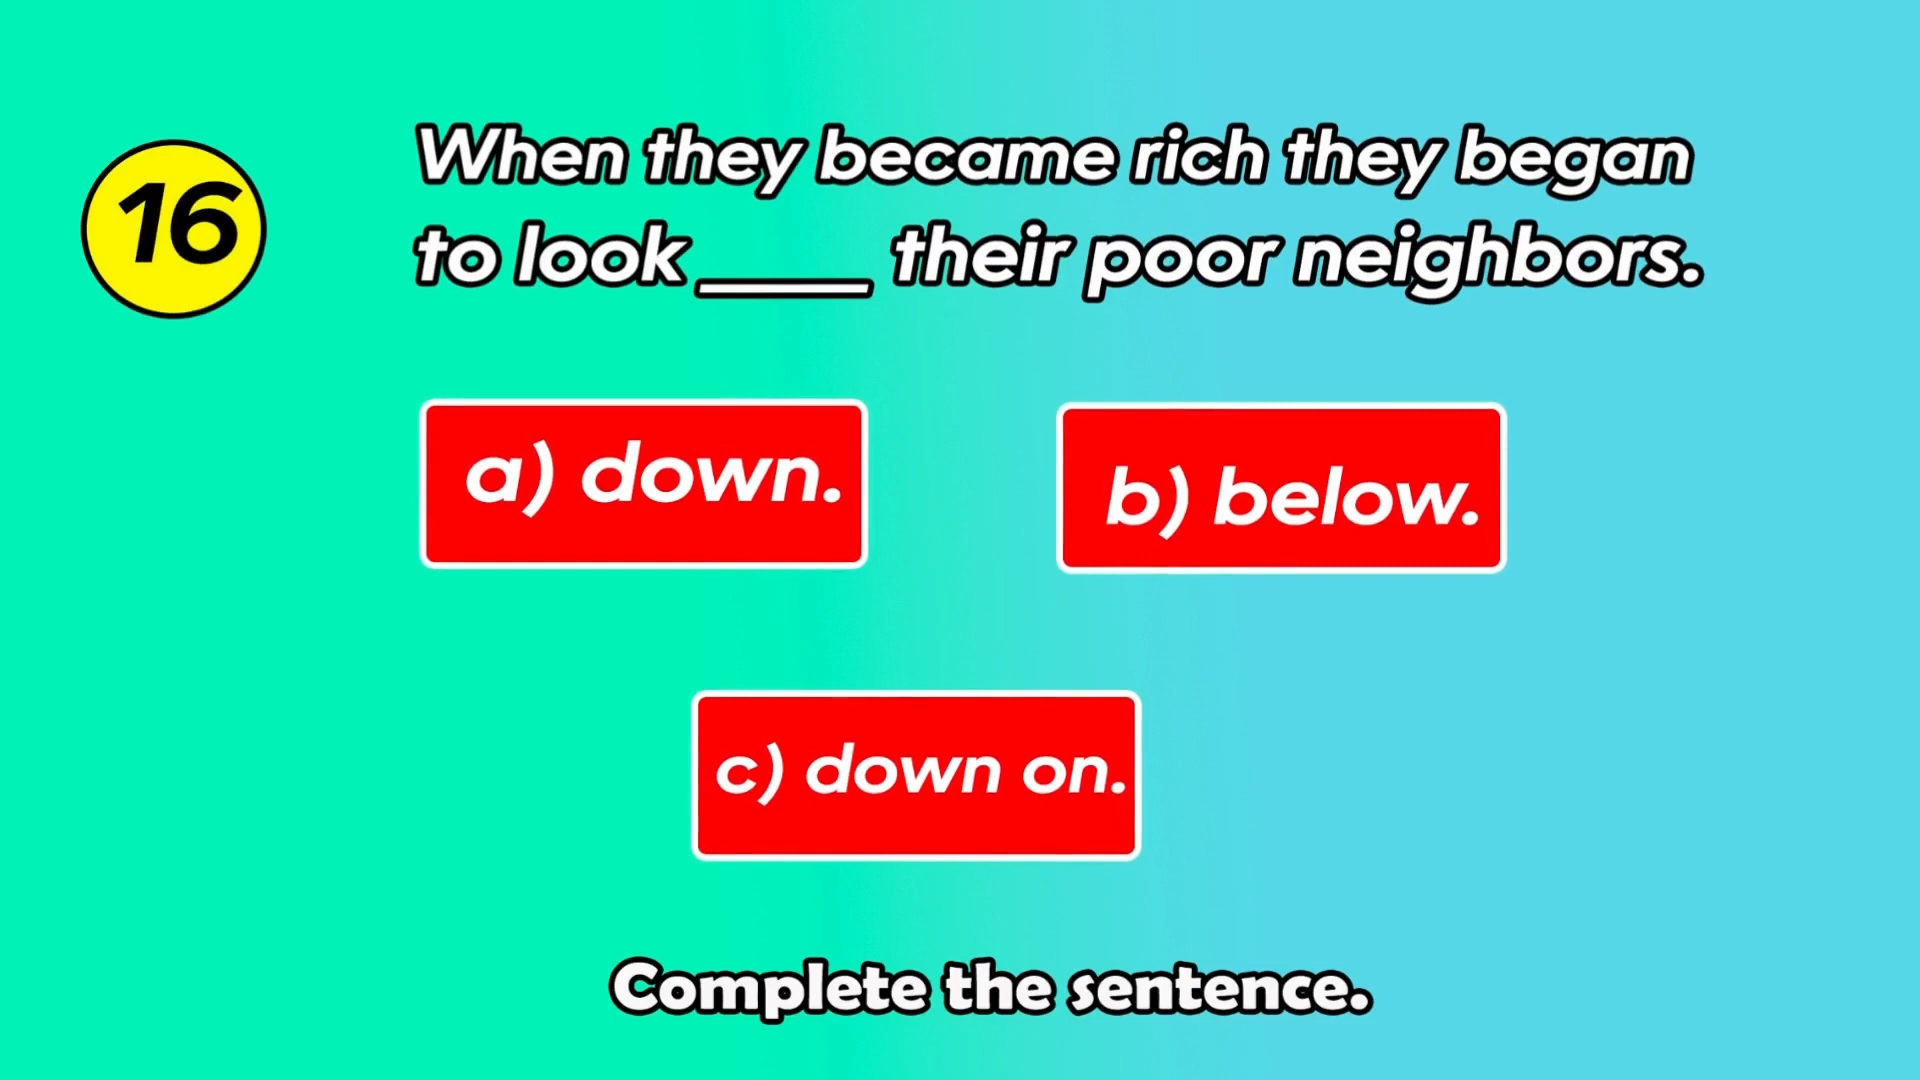 16
When they became rich they began
to look ____ their poor neighbors.
a) down.
b) below.
c) down on.
Complete the sentence.